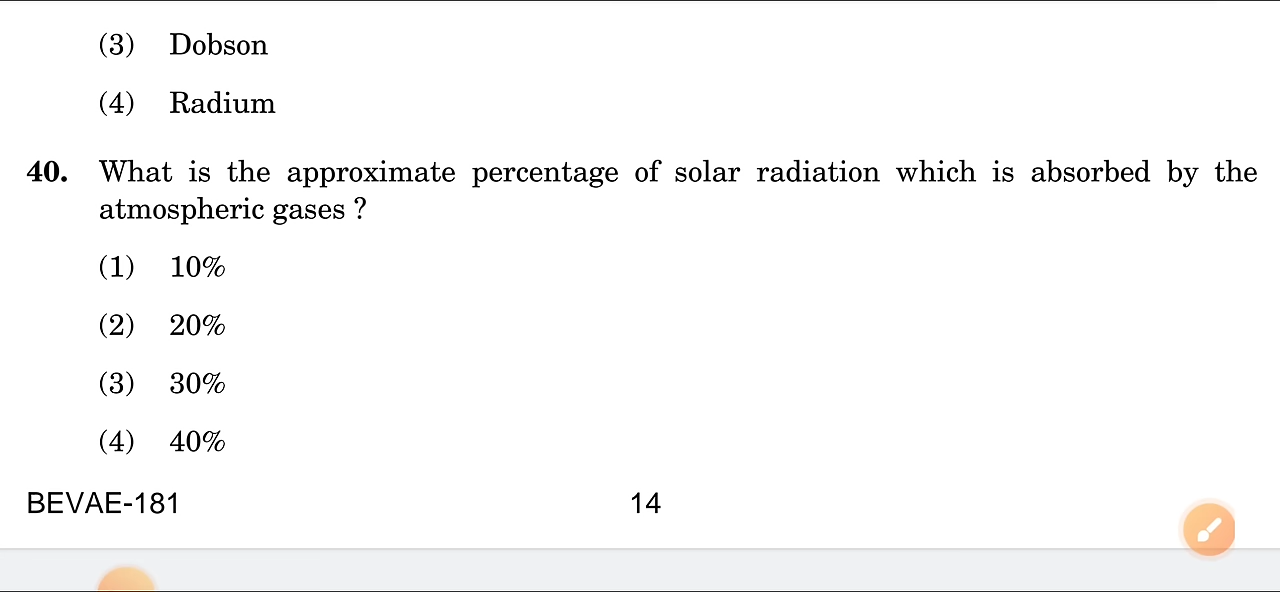 (3) Dobson
(4) Radium
40. What is the approximate percentage of solar radiation which is absorbed by the
atmospheric gases ?
(1) 10%
(2) 20%
(3) 30%
(4) 40%
BEVAE-181 14